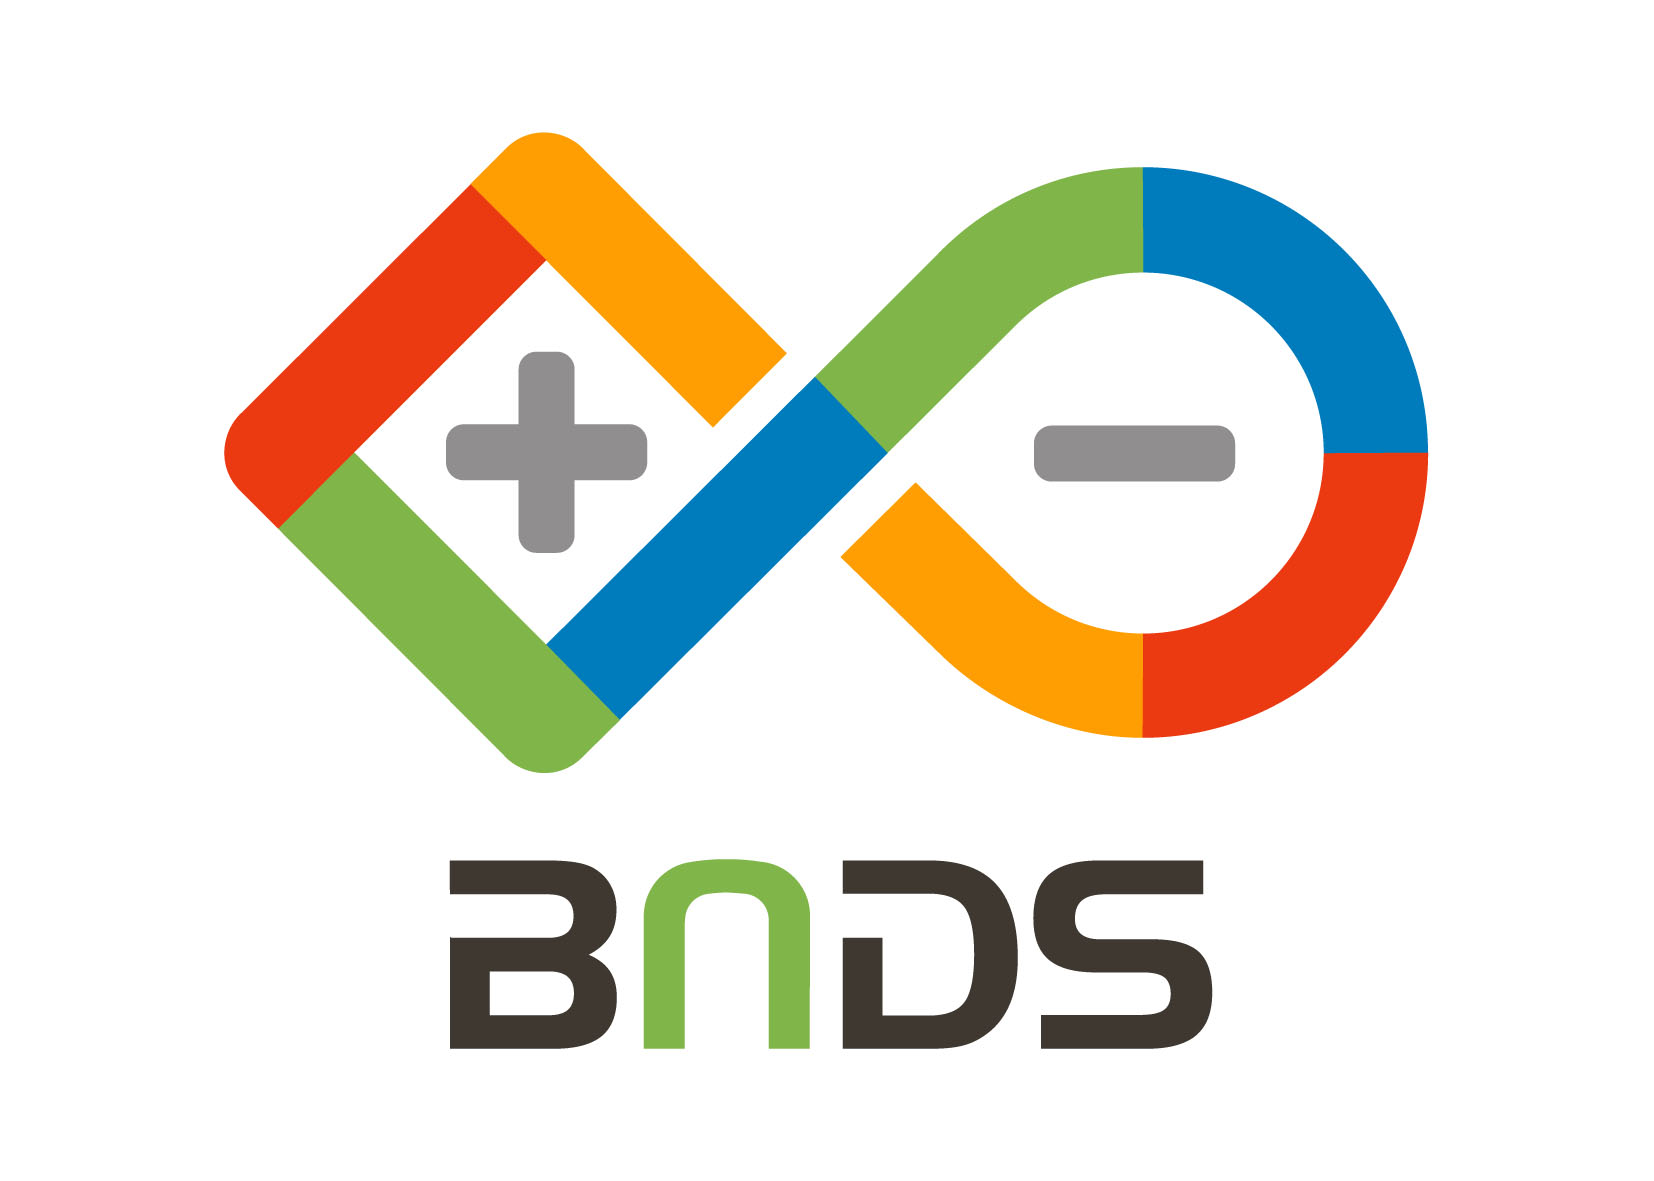 + -
BnDS